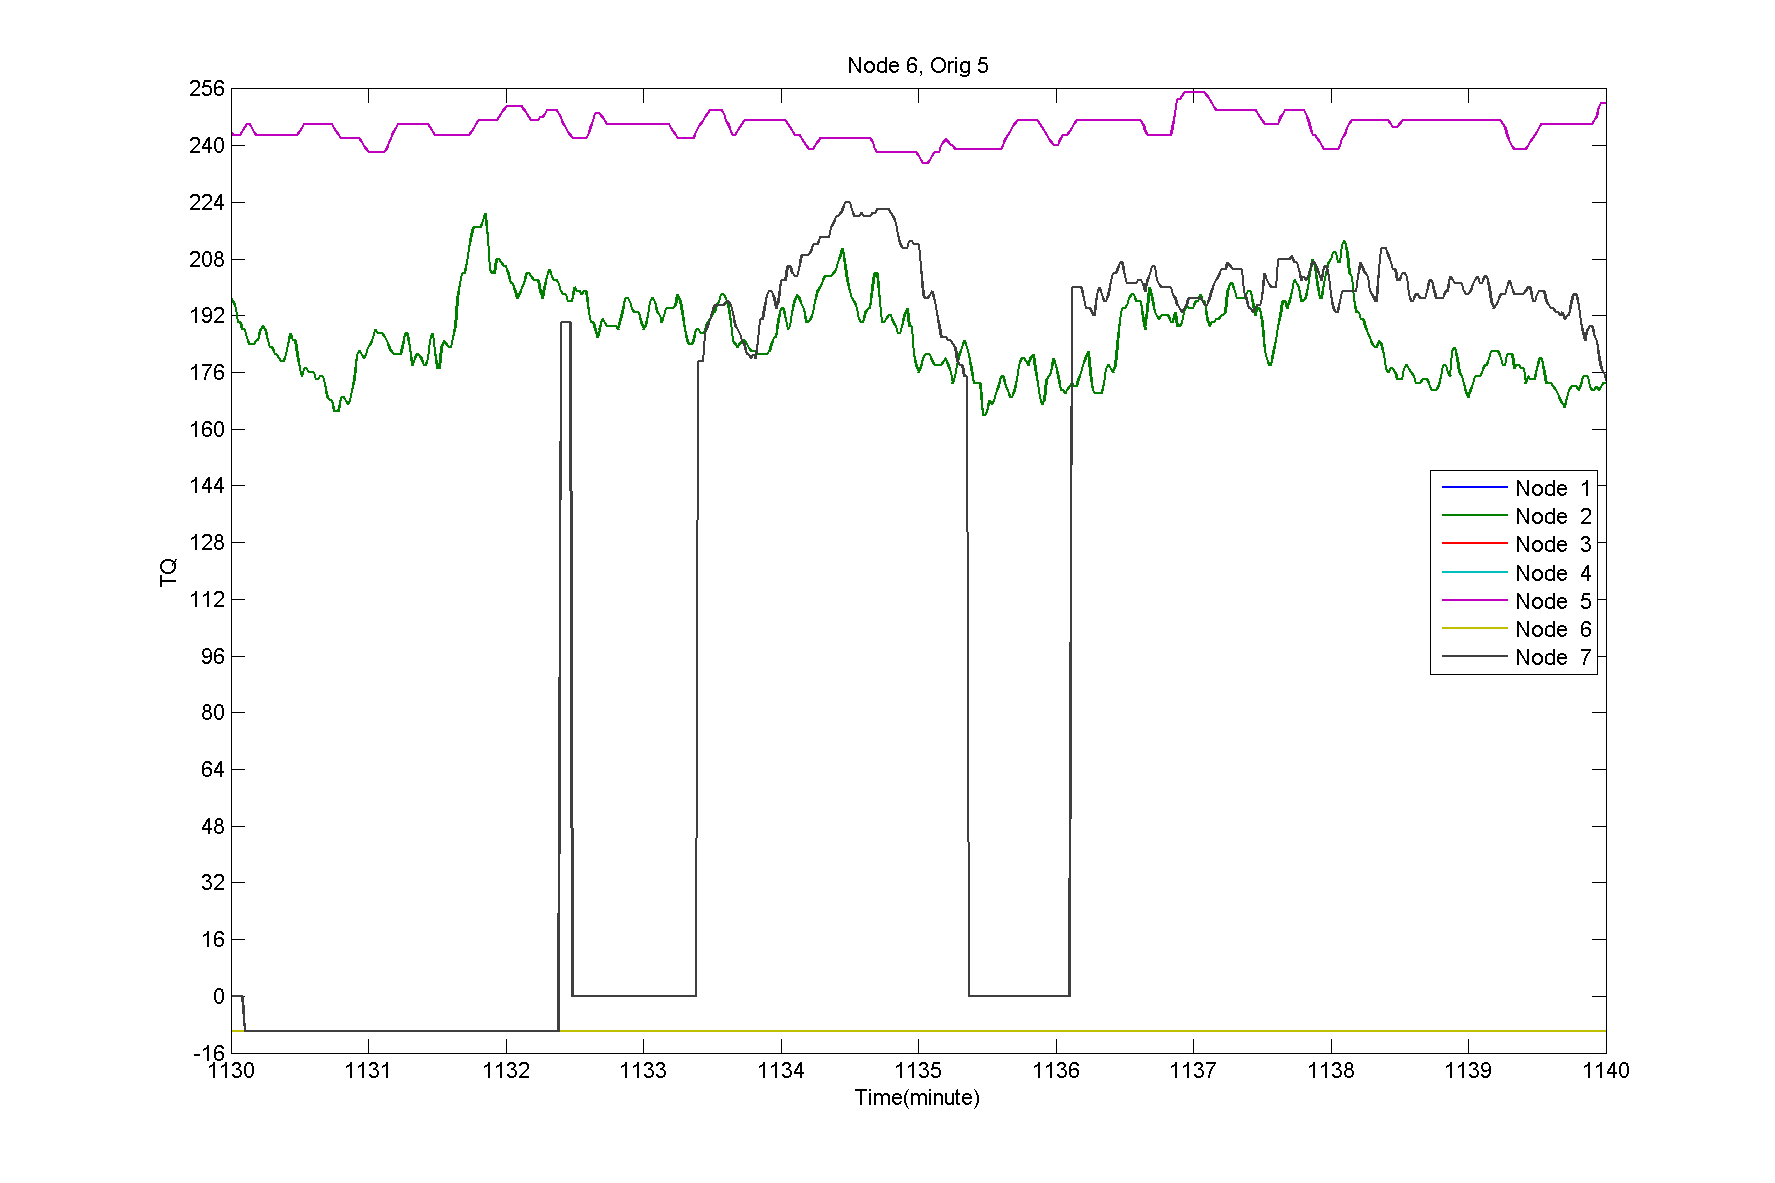 Node 6, Orig 5
256
240
224
208
192
176
160
144
128
112
96
80
64
48
32
16
0
-16
TQ
Node 1
Node 2
Node 3
Node 4
Node 5
Node 6
Node 7
1130 1131 1132 1133 1134 1135 1136 1137 1138 1139 1140
Time(minute)